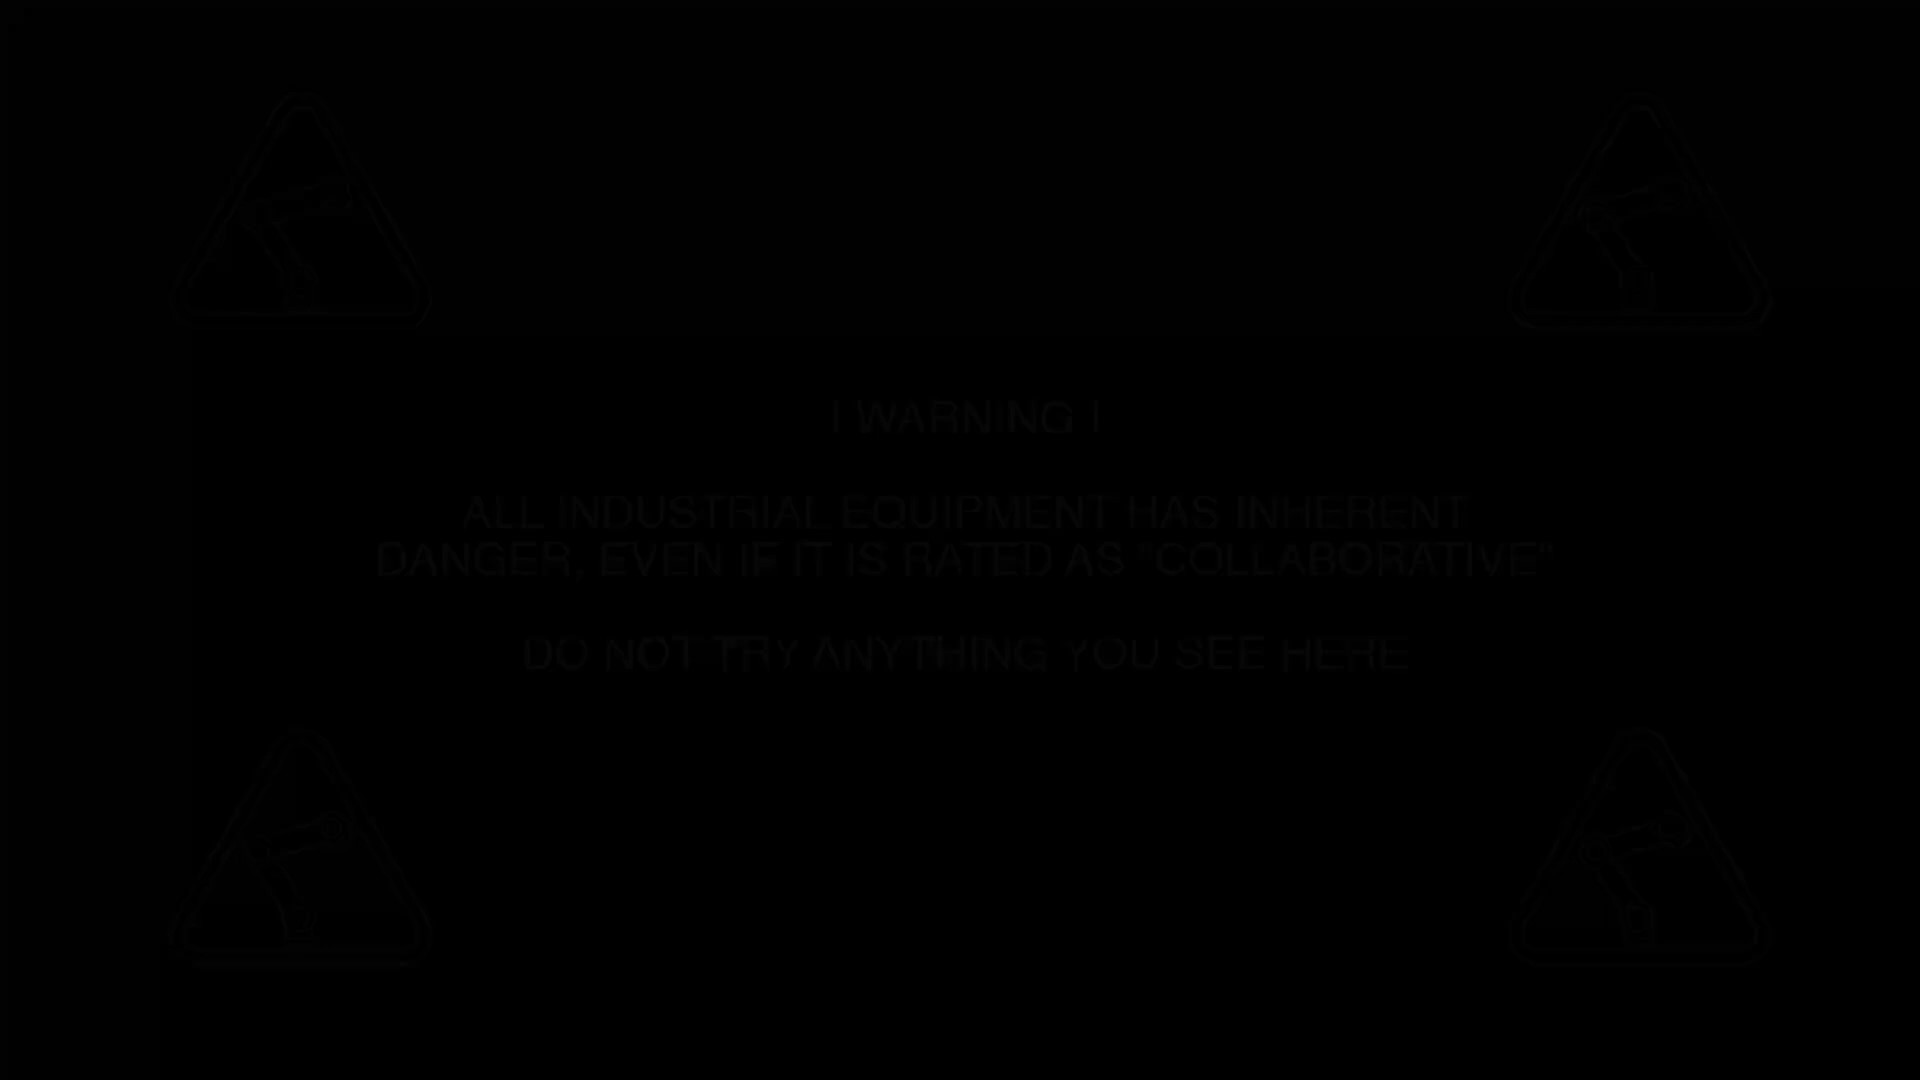 ! WARNING !
ALL INDUSTRIAL EQUIPMENT HAS INHERENT
DANGER, EVEN IF IT IS RATED AS "COLLABORATIVE"
DO NOT TRY ANYTHING YOU SEE HERE